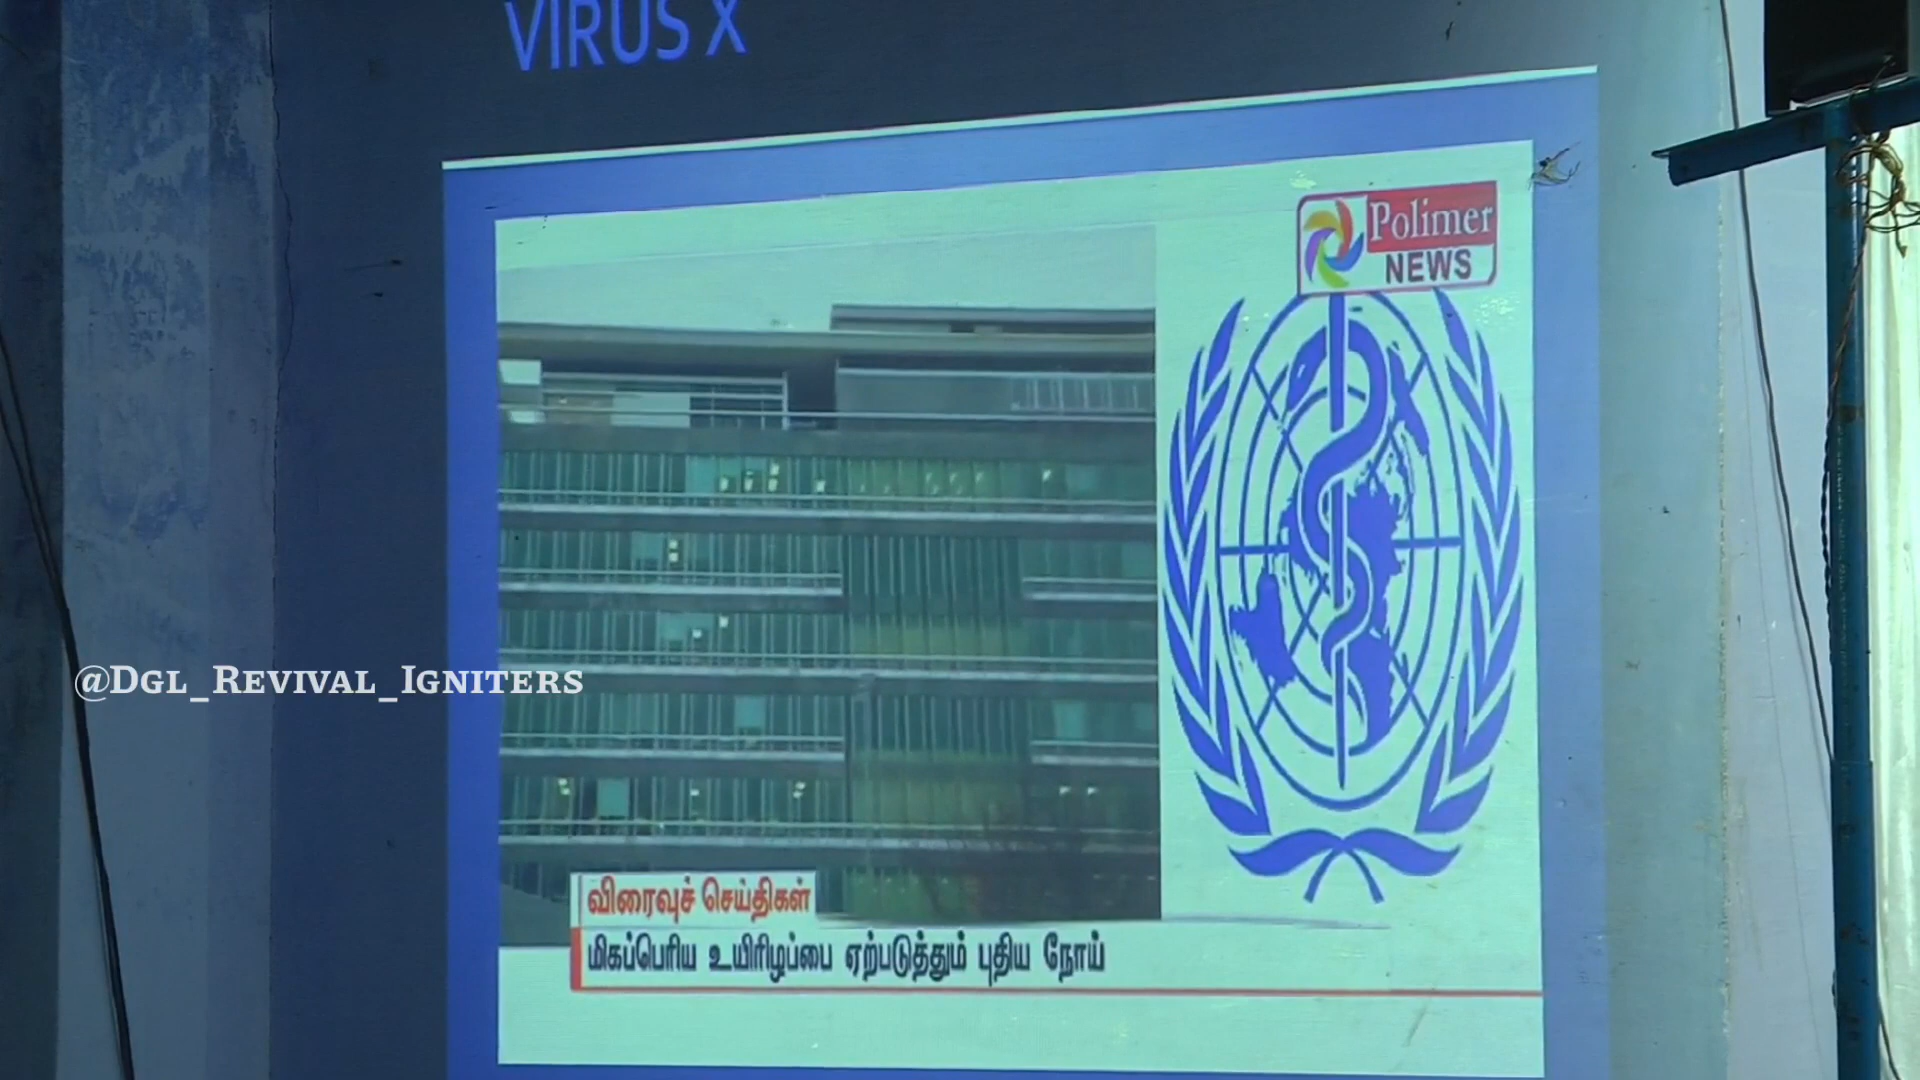 VIRUS X
Polimer
NEWS
@Dgl_Revival_Igniters
விரைவுச் செய்திகள்
மிகப்பெரிய உயிரிழப்பை ஏற்படுத்தும் புதிய நோய்